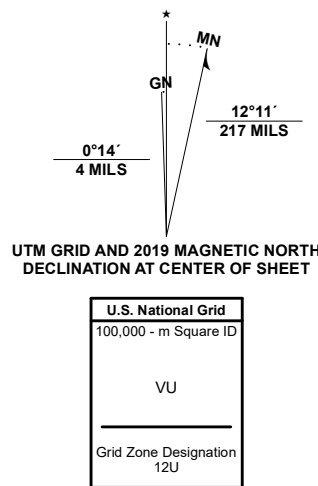 ★
MN
GN
12°11´
217 MILS
0°14´
4 MILS
UTM GRID AND 2019 MAGNETIC NORTH
DECLINATION AT CENTER OF SHEET
U.S. National Grid
100,000 - m Square ID
VU
Grid Zone Designation
12U